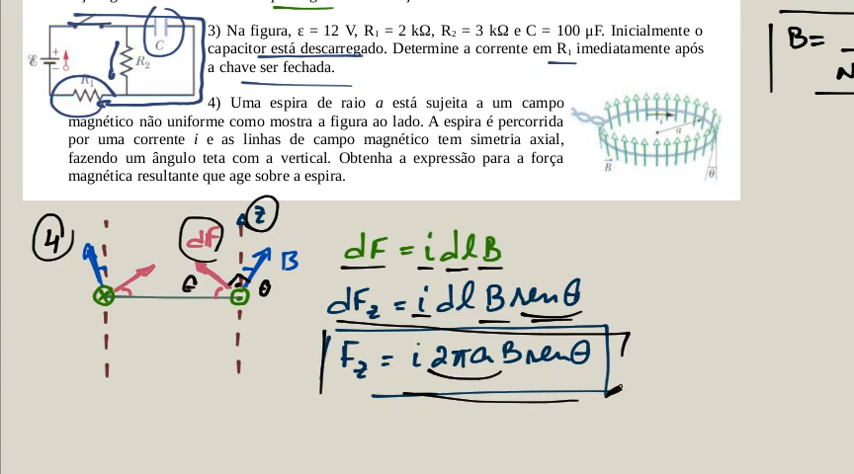 3) Na figura, ε = 12 V, R₁ = 2 kΩ, R₂ = 3 kΩ e C = 100 μF. Inicialmente o
capacitor está descarregado. Determine a corrente em R₁ imediatamente após
a chave ser fechada.
ℰ
C
R₂
R₁
+
−
4) Uma espira de raio a está sujeita a um campo
magnético não uniforme como mostra a figura ao lado. A espira é percorrida
por uma corrente i e as linhas de campo magnético tem simetria axial,
fazendo um ângulo teta com a vertical. Obtenha a expressão para a força
magnética resultante que age sobre a espira.
i
a
B
θ
B=
4
dF
z
B
θ
dF = i dl B
dFz = i dl B senθ
Fz = i 2πa B senθ